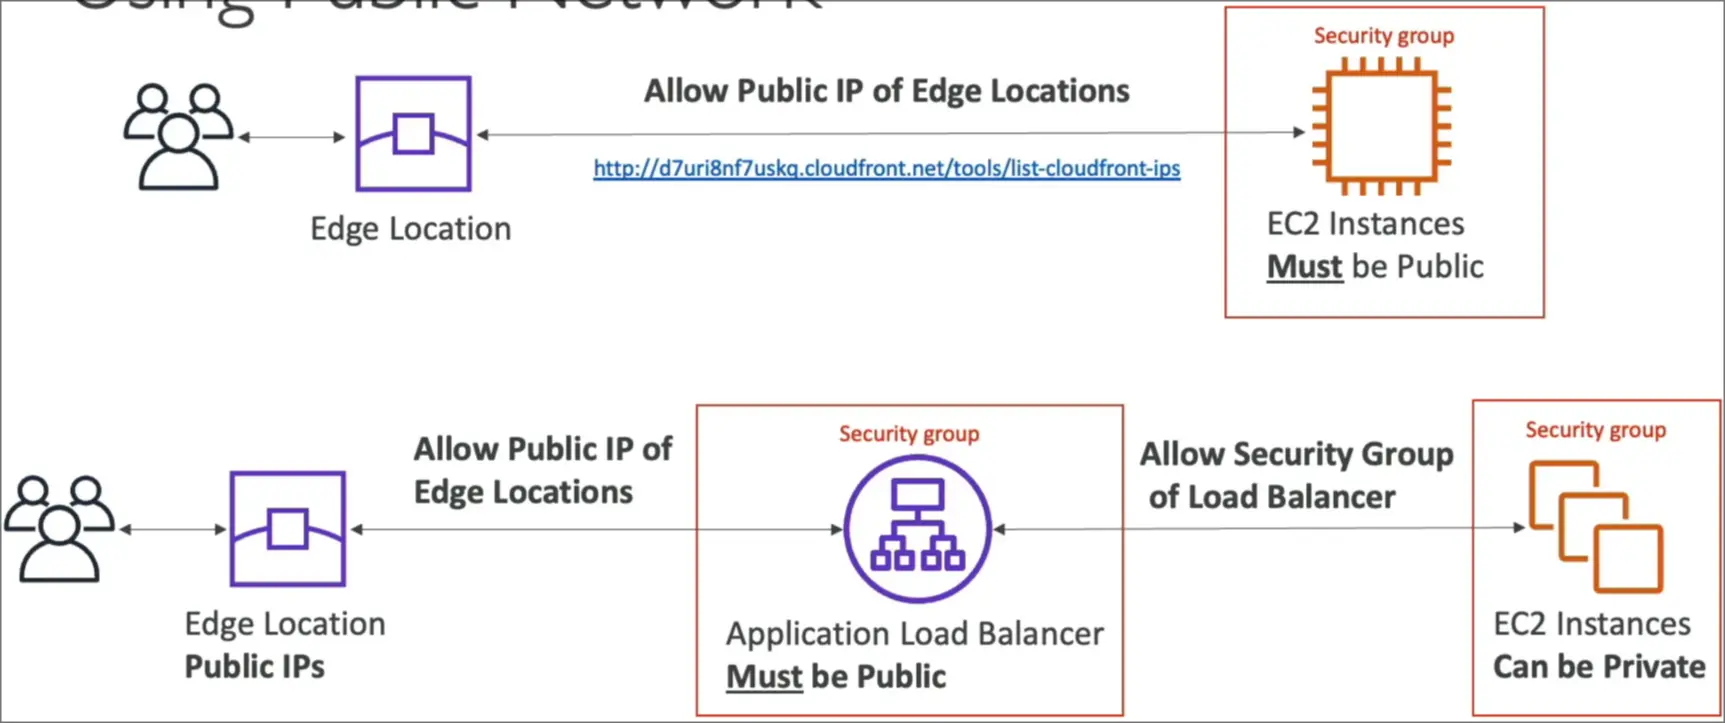 Using Public Network
Security group
Allow Public IP of Edge Locations
http://d7uri8nf7uskq.cloudfront.net/tools/list-cloudfront-ips
Edge Location
EC2 Instances
Must be Public
Security group
Allow Public IP of
Edge Locations
Allow Security Group
of Load Balancer
Security group
Edge Location
Public IPs
Application Load Balancer
Must be Public
EC2 Instances
Can be Private